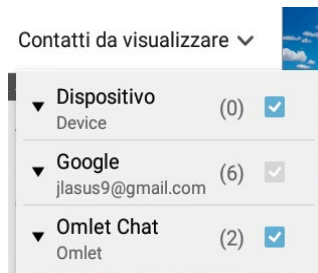 Contatti da visualizzare
Dispositivo (0)
Device
Google (6)
jlasus9@gmail.com
Omlet Chat (2)
Omlet